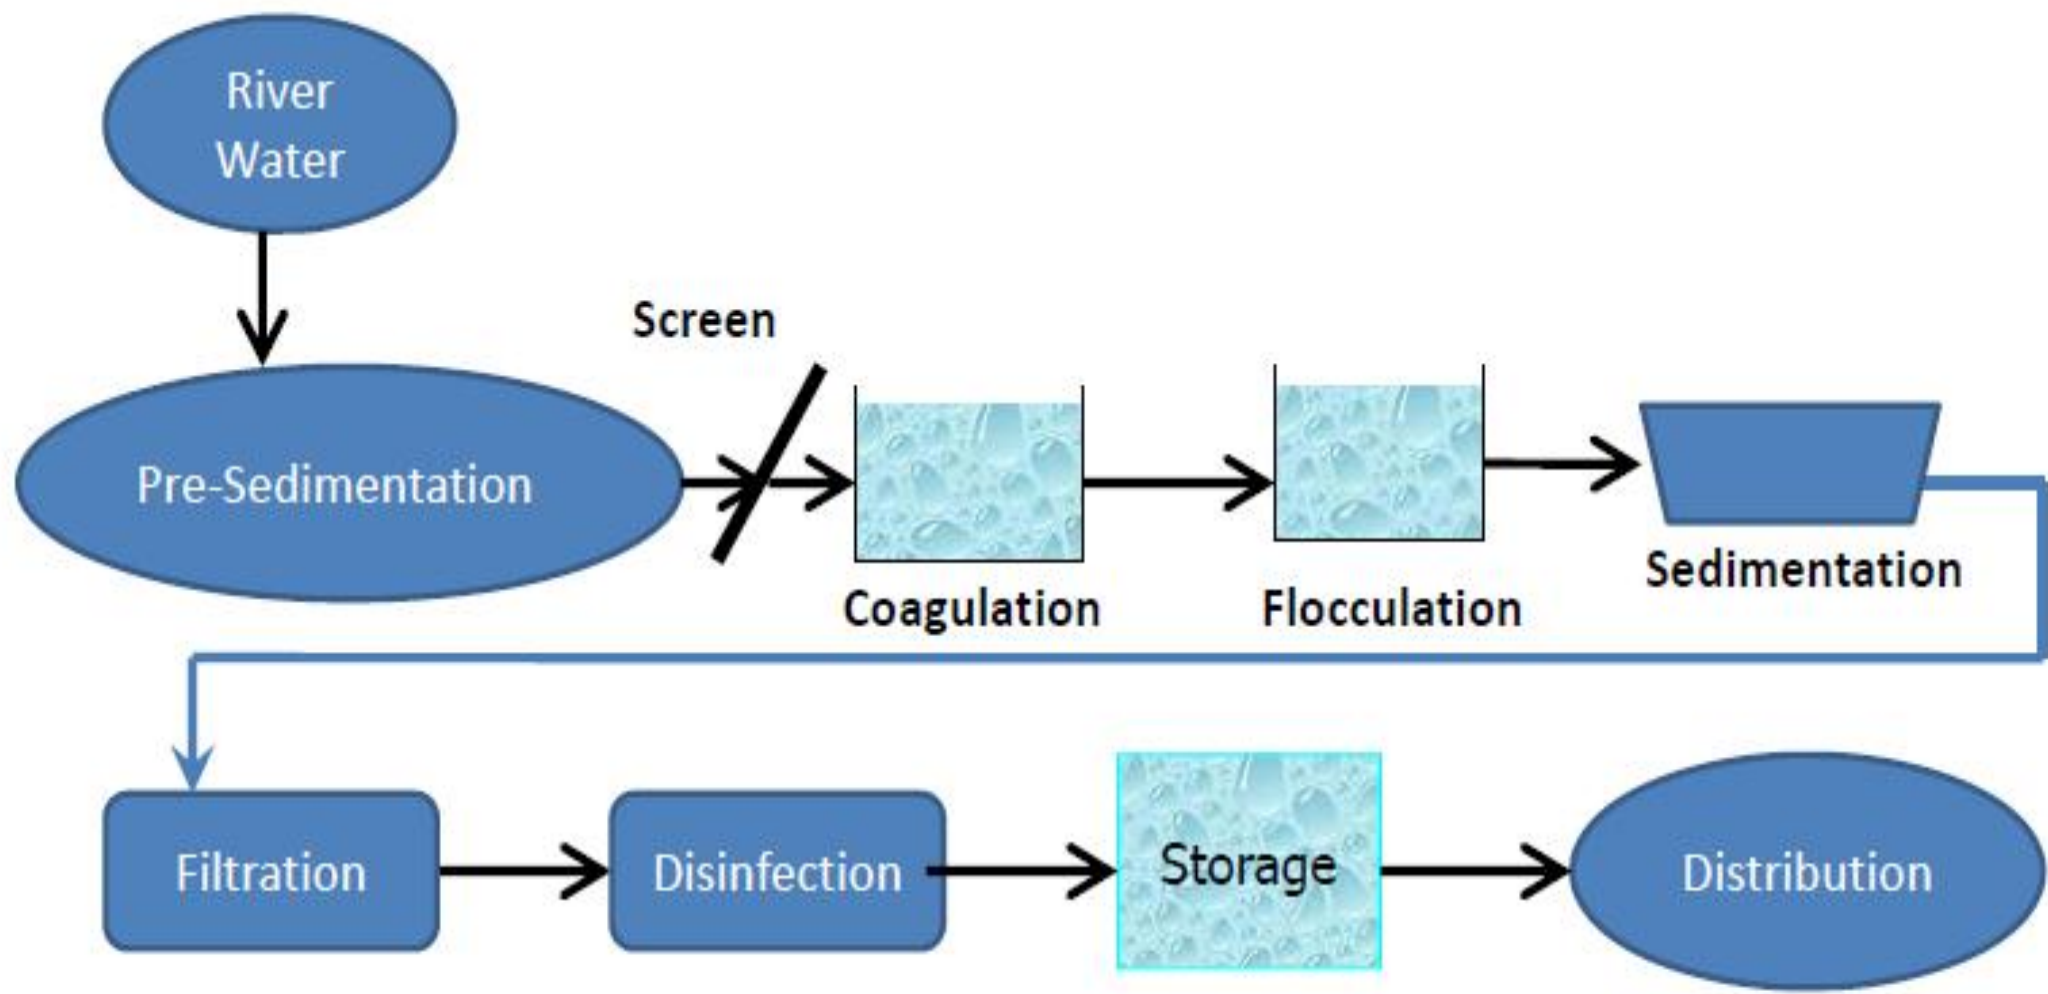 River
Water
Screen
Pre-Sedimentation
Coagulation
Flocculation
Sedimentation
Filtration
Disinfection
Storage
Distribution